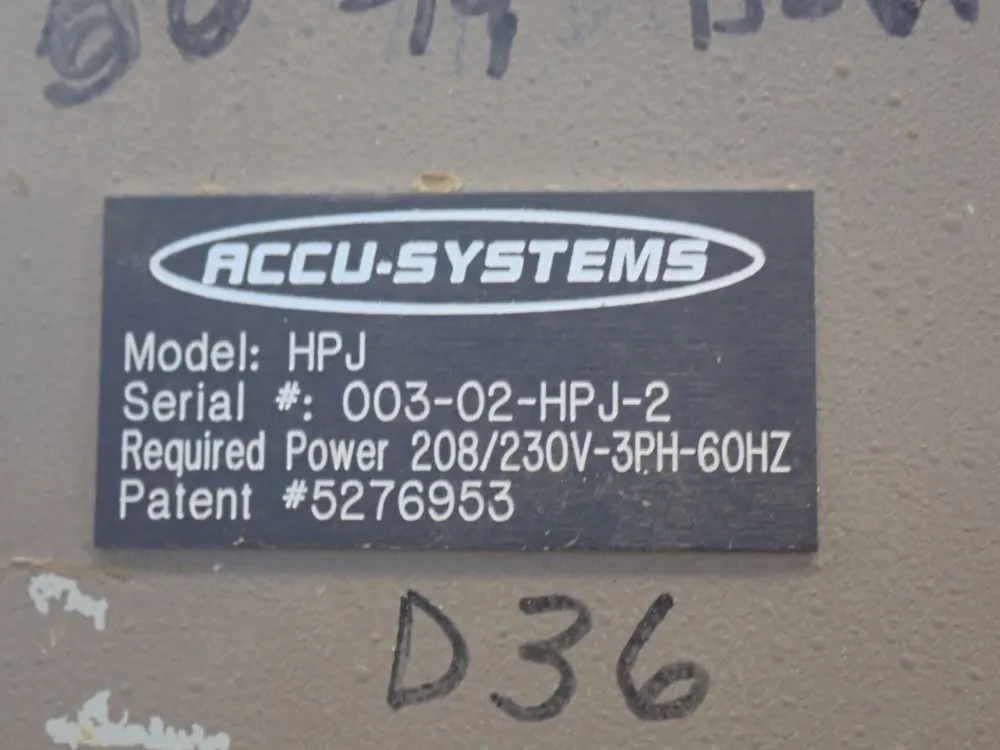 ACCU-SYSTEMS
Model: HPJ
Serial #: 003-02-HPJ-2
Required Power 208/230V-3PH-60HZ
Patent #5276953
D36